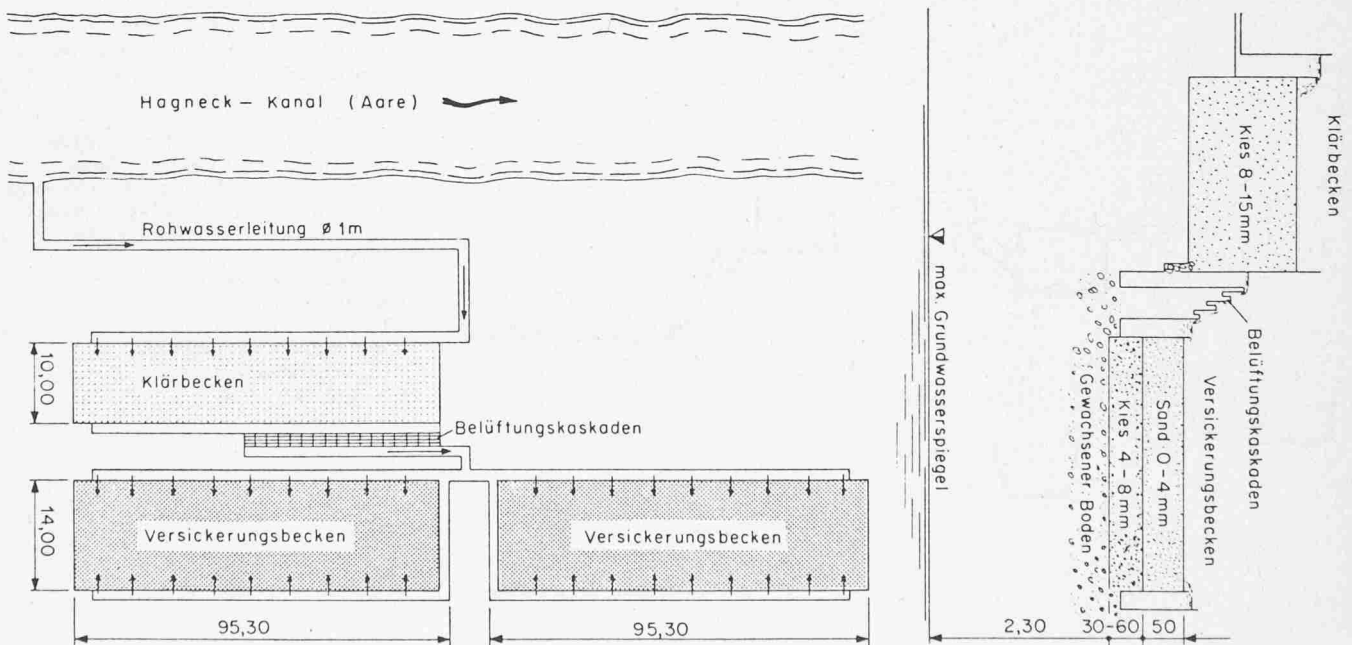 Hagneck – Kanal (Aare)
Rohwasserleitung ø 1m
10,00
Klärbecken
Belüftungskaskaden
14,00
Versickerungsbecken
Versickerungsbecken
95,30
95,30
max. Grundwasserspiegel
Kies 8–15mm
Klärbecken
Gewachsener Boden
Kies 4–8mm
Sand 0–4mm
Versickerungsbecken
Belüftungskaskaden
2,30
30-60
50